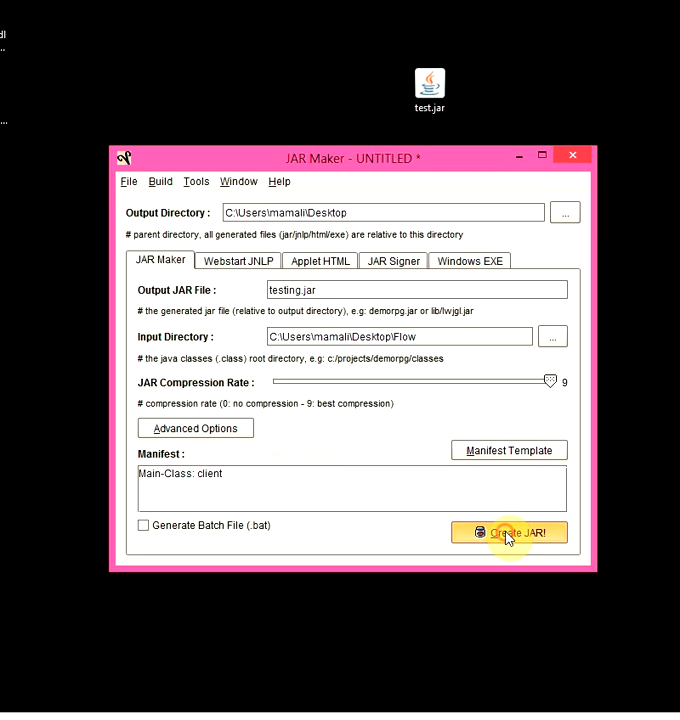 dl
...
test.jar
...
JAR Maker - UNTITLED *
File Build Tools Window Help
Output Directory : C:\Users\mamali\Desktop ...
# parent directory, all generated files (jar/jnlp/html/exe) are relative to this directory
JAR Maker Webstart JNLP Applet HTML JAR Signer Windows EXE
Output JAR File : testing.jar
# the generated jar file (relative to output directory), e.g: demorpg.jar or lib/lwjgl.jar
Input Directory : C:\Users\mamali\Desktop\Flow ...
# the java classes (.class) root directory, e.g: c:/projects/demorpg/classes
JAR Compression Rate : 9
# compression rate (0: no compression - 9: best compression)
Advanced Options
Manifest : Manifest Template
Main-Class: client
Generate Batch File (.bat) Create JAR!